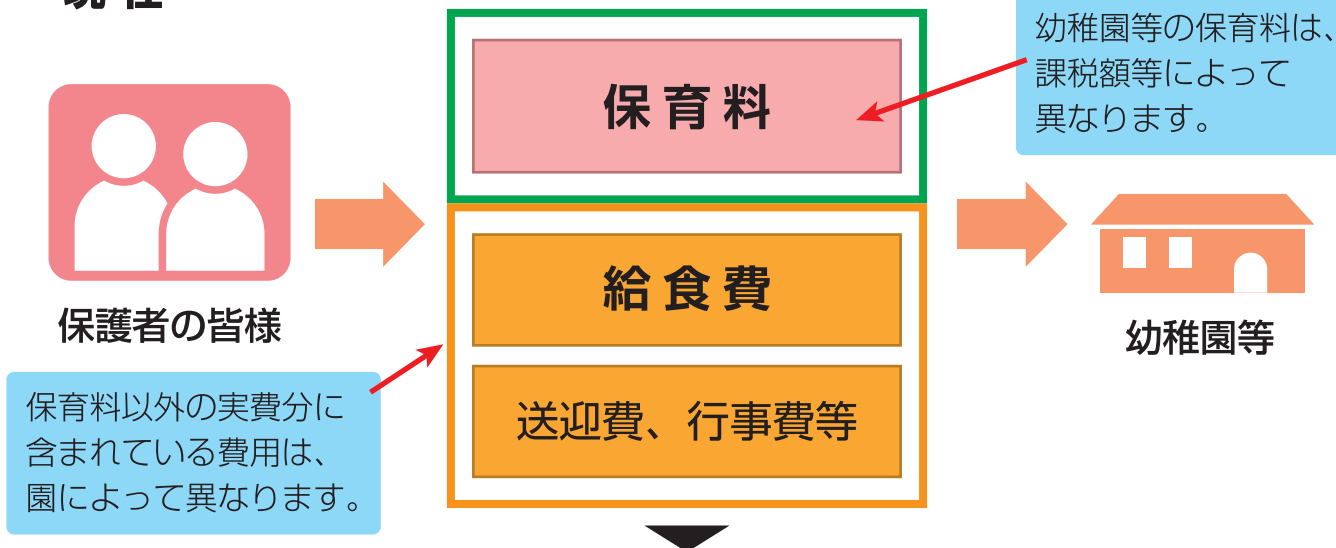 現在
幼稚園等の保育料は、
課税額等によって
異なります。
保育料
給食費
保護者の皆様
幼稚園等
保育料以外の実費分に
含まれている費用は、
園によって異なります。
送迎費、行事費等